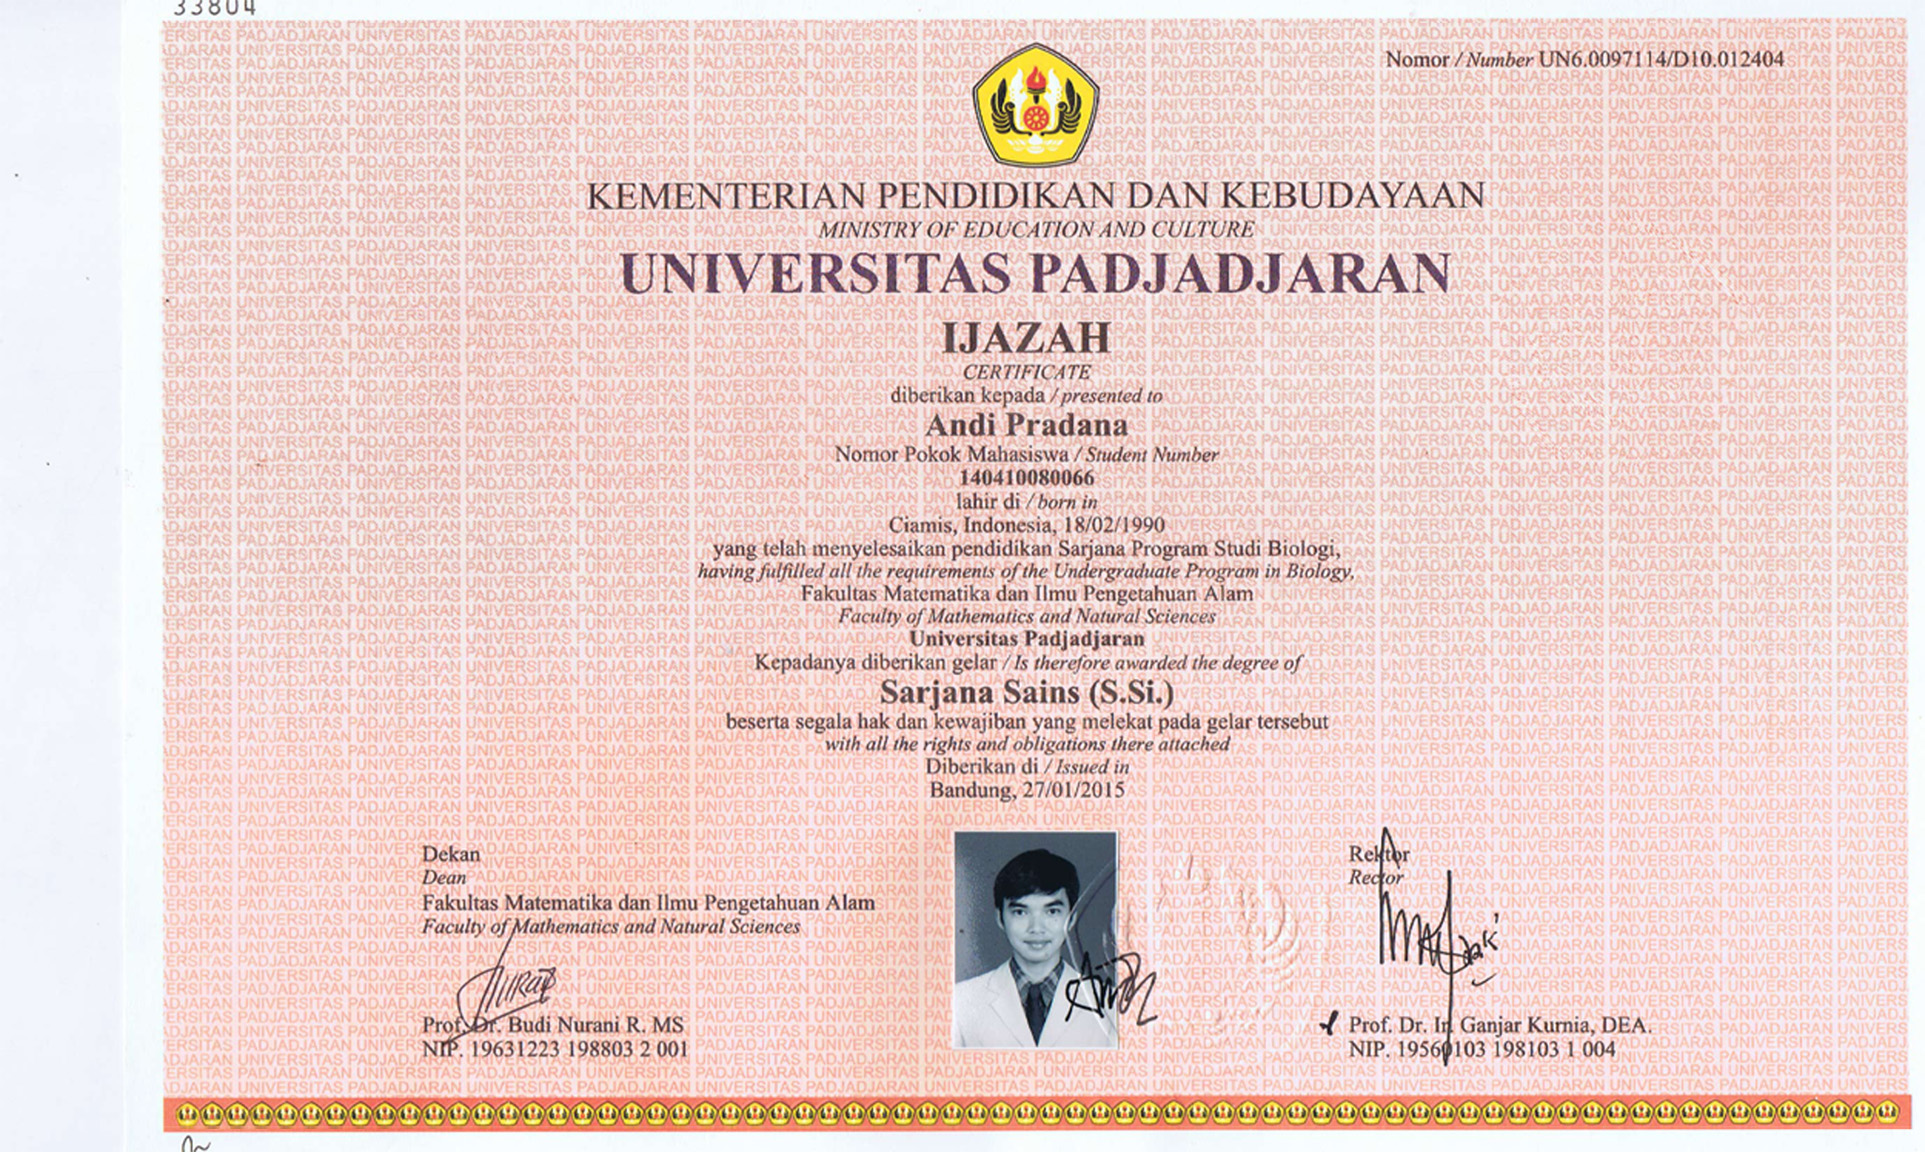 33804
Nomor / Number UN6.0097114/D10.012404
KEMENTERIAN PENDIDIKAN DAN KEBUDAYAAN
MINISTRY OF EDUCATION AND CULTURE
UNIVERSITAS PADJADJARAN
IJAZAH
CERTIFICATE
diberikan kepada / presented to
Andi Pradana
Nomor Pokok Mahasiswa / Student Number
140410080066
lahir di / born in
Ciamis, Indonesia, 18/02/1990
yang telah menyelesaikan pendidikan Sarjana Program Studi Biologi,
having fulfilled all the requirements of the Undergraduate Program in Biology,
Fakultas Matematika dan Ilmu Pengetahuan Alam
Faculty of Mathematics and Natural Sciences
Universitas Padjadjaran
Kepadanya diberikan gelar / Is therefore awarded the degree of
Sarjana Sains (S.Si.)
beserta segala hak dan kewajiban yang melekat pada gelar tersebut
with all the rights and obligations there attached
Diberikan di / Issued in
Bandung, 27/01/2015
Dekan
Dean
Fakultas Matematika dan Ilmu Pengetahuan Alam
Faculty of Mathematics and Natural Sciences
Prof. Dr. Budi Nurani R. MS
NIP. 19631223 198803 2 001
Rektor
Rector
Prof. Dr. Ir. Ganjar Kurnia, DEA.
NIP. 19560103 198103 1 004